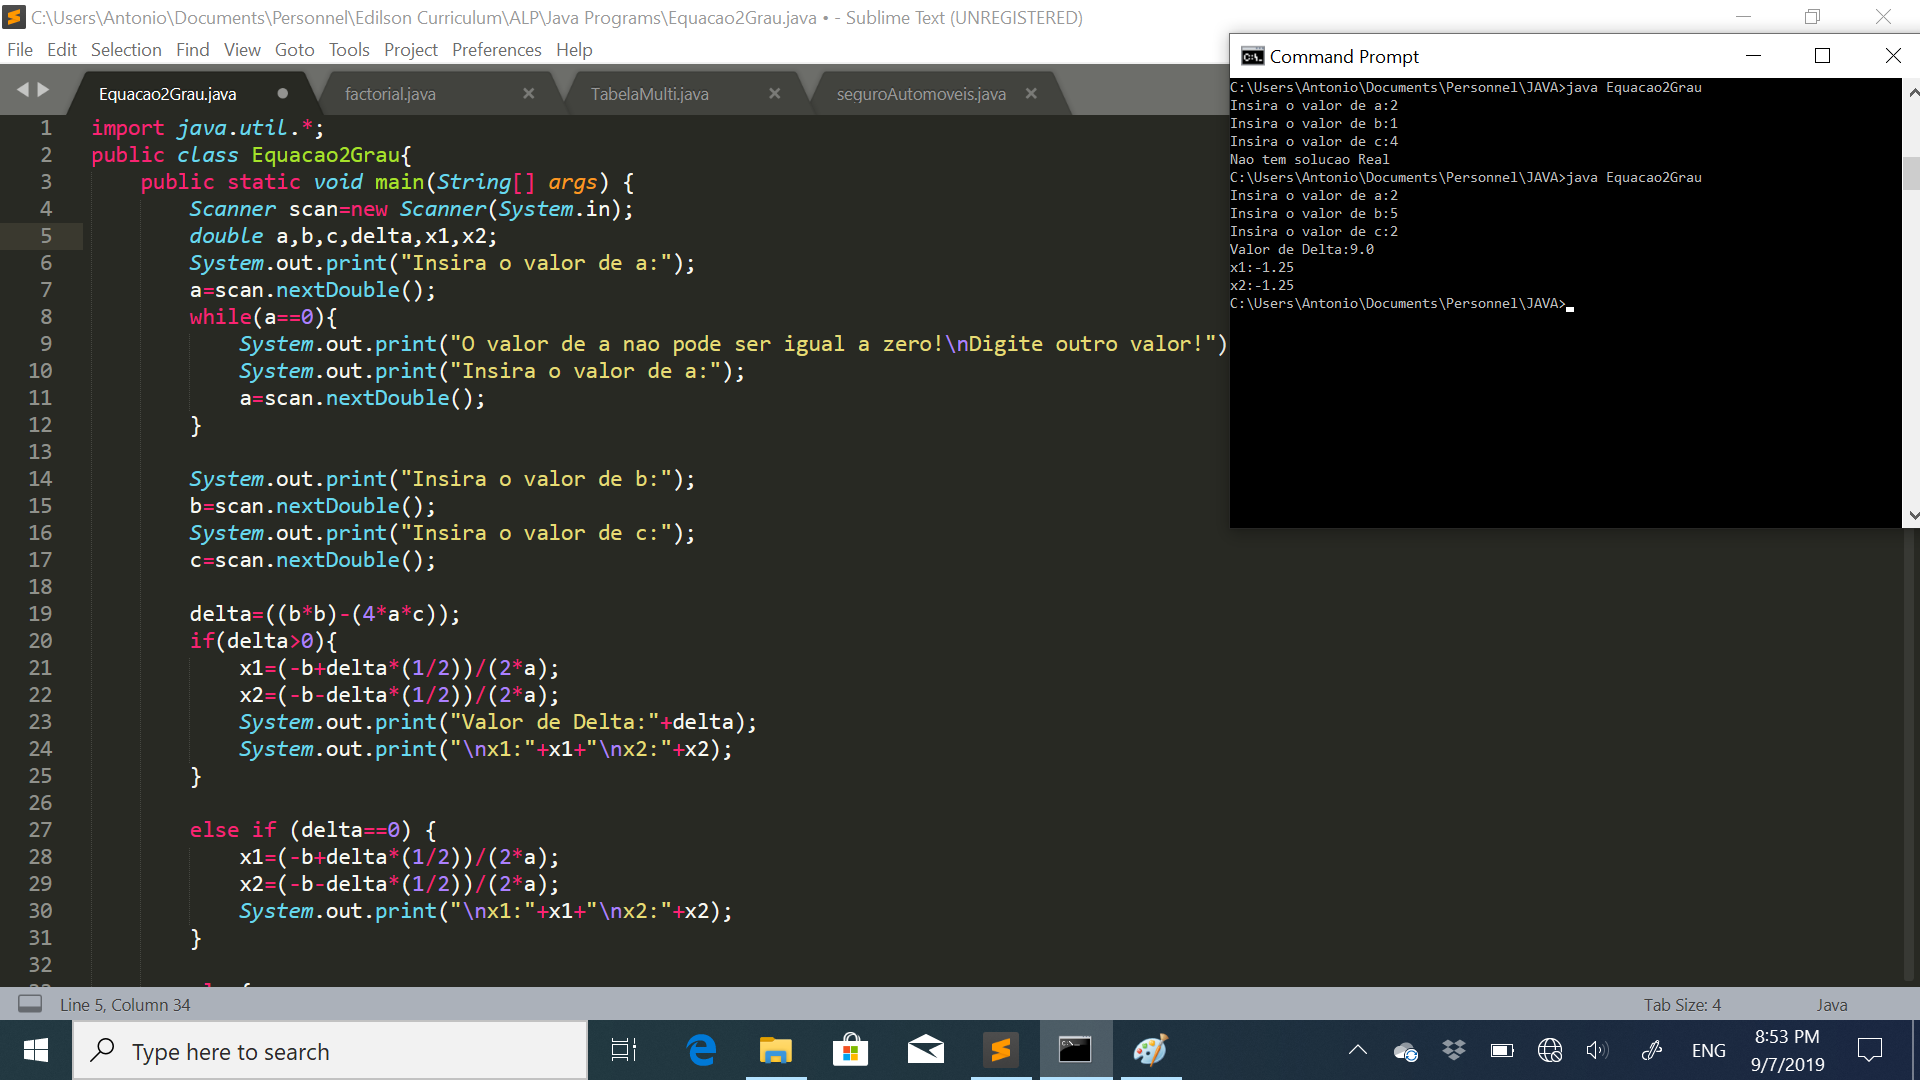 C:\Users\Antonio\Documents\Personnel\Edilson Curriculum\ALP\Java Programs\Equacao2Grau.java • - Sublime Text (UNREGISTERED)
File Edit Selection Find View Goto Tools Project Preferences Help
Equacao2Grau.java factorial.java TabelaMulti.java seguroAutomoveis.java
1 import java.util.*;
2 public class Equacao2Grau{
3 public static void main(String[] args) {
4 Scanner scan=new Scanner(System.in);
5 double a,b,c,delta,x1,x2;
6 System.out.print("Insira o valor de a:");
7 a=scan.nextDouble();
8 while(a==0){
9 System.out.print("O valor de a nao pode ser igual a zero!\nDigite outro valor!")
10 System.out.print("Insira o valor de a:");
11 a=scan.nextDouble();
12 }
13
14 System.out.print("Insira o valor de b:");
15 b=scan.nextDouble();
16 System.out.print("Insira o valor de c:");
17 c=scan.nextDouble();
18
19 delta=((b*b)-(4*a*c));
20 if(delta>0){
21 x1=(-b+delta*(1/2))/(2*a);
22 x2=(-b-delta*(1/2))/(2*a);
23 System.out.print("Valor de Delta:"+delta);
24 System.out.print("\nx1:"+x1+"\nx2:"+x2);
25 }
26
27 else if (delta==0) {
28 x1=(-b+delta*(1/2))/(2*a);
29 x2=(-b-delta*(1/2))/(2*a);
30 System.out.print("\nx1:"+x1+"\nx2:"+x2);
31 }
32
Command Prompt
C:\Users\Antonio\Documents\Personnel\JAVA>java Equacao2Grau
Insira o valor de a:2
Insira o valor de b:1
Insira o valor de c:4
Nao tem solucao Real
C:\Users\Antonio\Documents\Personnel\JAVA>java Equacao2Grau
Insira o valor de a:2
Insira o valor de b:5
Insira o valor de c:2
Valor de Delta:9.0
x1:-1.25
x2:-1.25
C:\Users\Antonio\Documents\Personnel\JAVA>
Line 5, Column 34
Tab Size: 4
Java
Type here to search
ENG
8:53 PM
9/7/2019